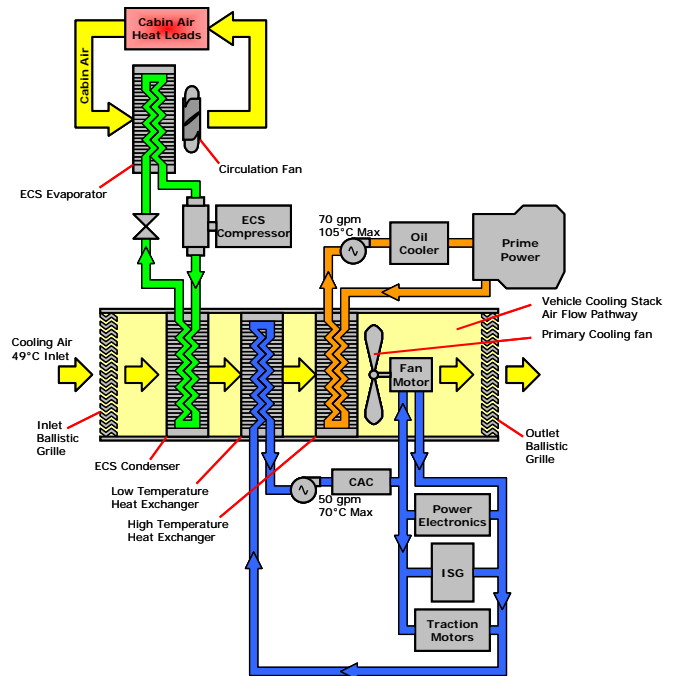 Cabin Air
Heat Loads
Cabin Air
Circulation Fan
ECS Evaporator
ECS
Compressor
70 gpm
105°C Max
Oil
Cooler
Prime
Power
Vehicle Cooling Stack
Air Flow Pathway
Primary Cooling fan
Cooling Air
49°C Inlet
Fan
Motor
Inlet
Ballistic
Grille
Outlet
Ballistic
Grille
ECS Condenser
Low Temperature
Heat Exchanger
High Temperature
Heat Exchanger
CAC
50 gpm
70°C Max
Power
Electronics
ISG
Traction
Motors